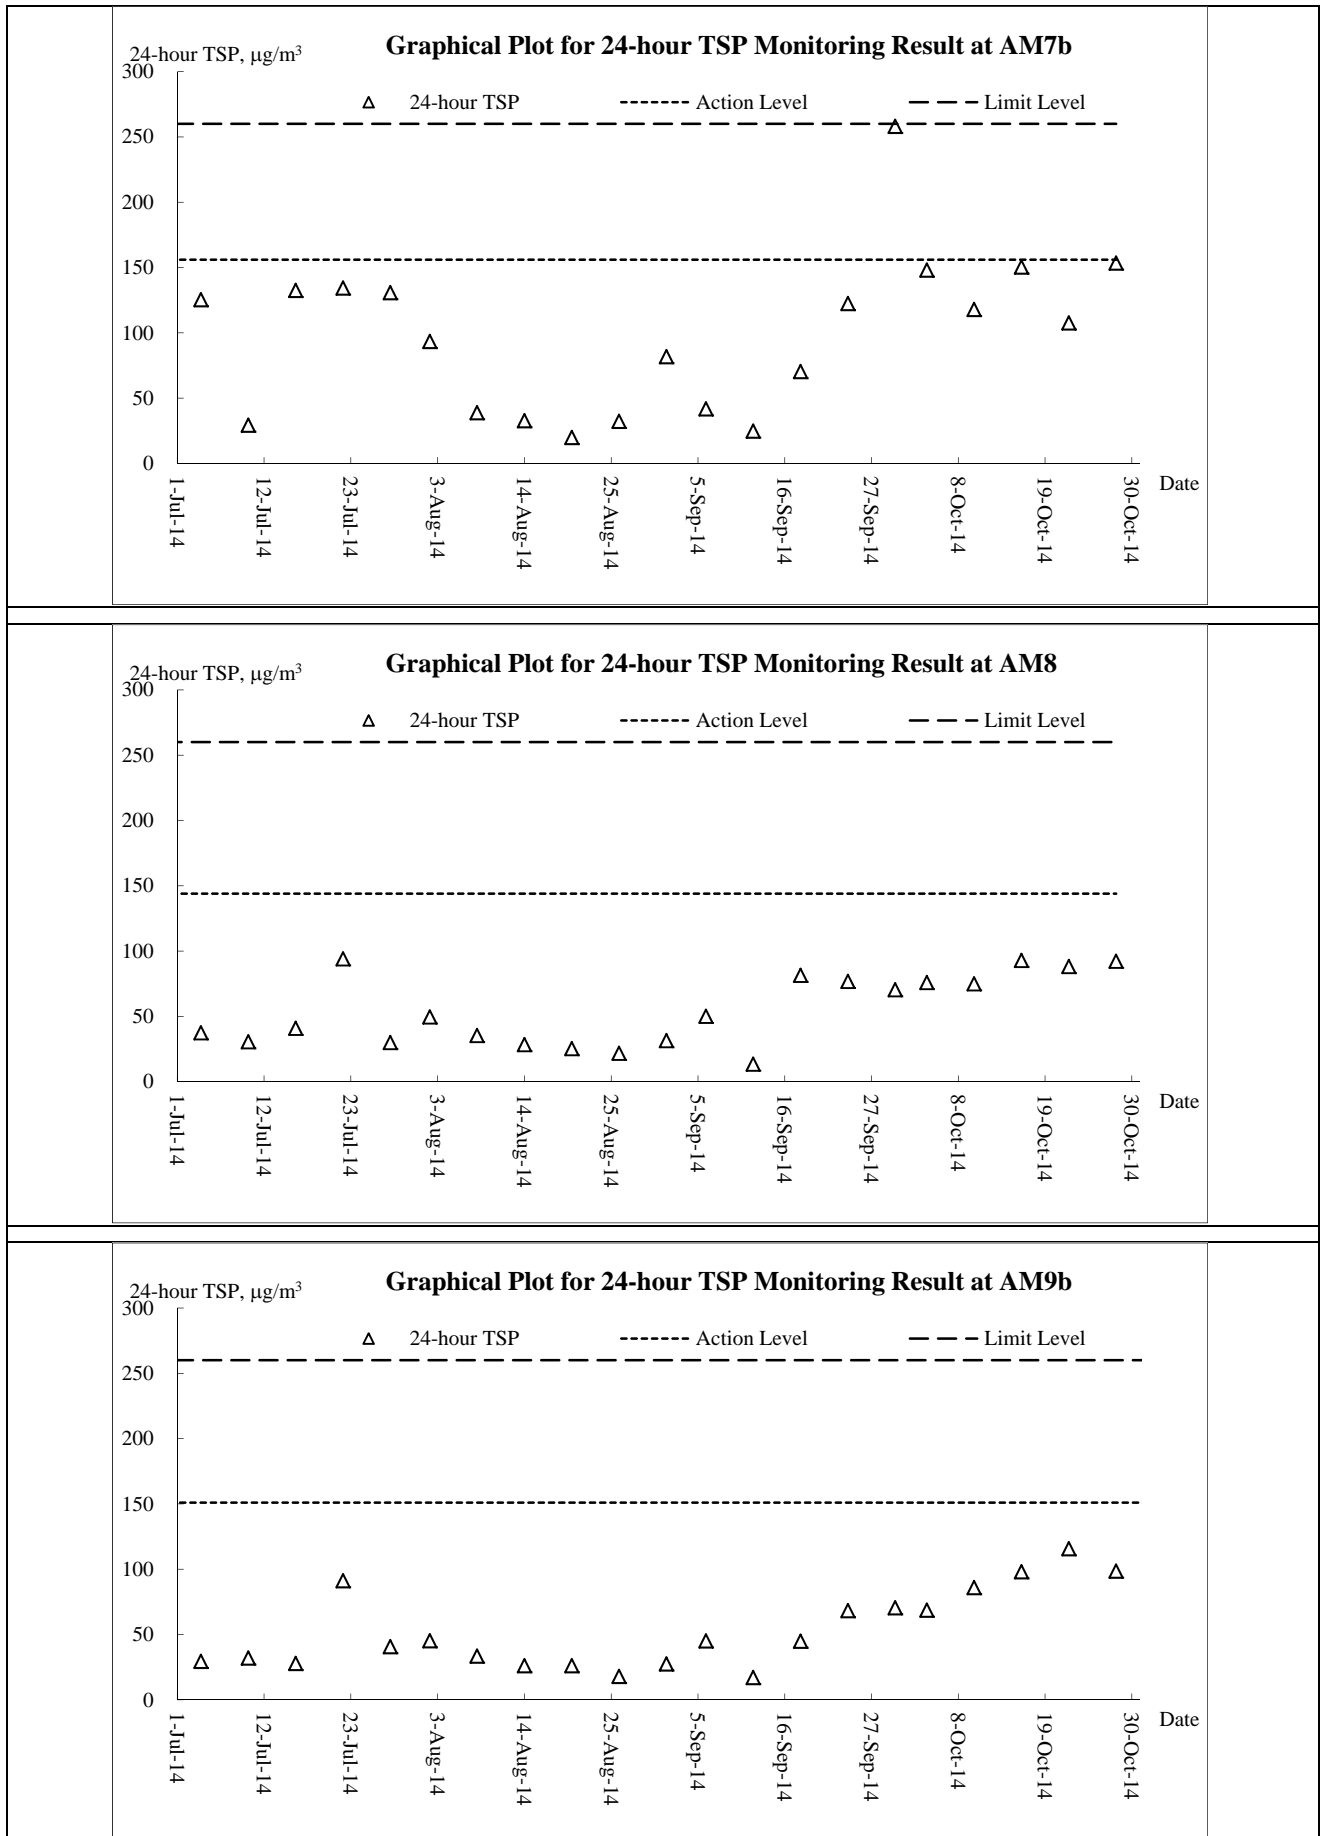 Graphical Plot for 24-hour TSP Monitoring Result at AM7b
24-hour TSP, μg/m³
24-hour TSP Action Level Limit Level
300
250
200
150
100
50
0
1-Jul-14
12-Jul-14
23-Jul-14
3-Aug-14
14-Aug-14
25-Aug-14
5-Sep-14
16-Sep-14
27-Sep-14
8-Oct-14
19-Oct-14
30-Oct-14
Date
Graphical Plot for 24-hour TSP Monitoring Result at AM8
24-hour TSP, μg/m³
24-hour TSP Action Level Limit Level
300
250
200
150
100
50
0
1-Jul-14
12-Jul-14
23-Jul-14
3-Aug-14
14-Aug-14
25-Aug-14
5-Sep-14
16-Sep-14
27-Sep-14
8-Oct-14
19-Oct-14
30-Oct-14
Date
Graphical Plot for 24-hour TSP Monitoring Result at AM9b
24-hour TSP, μg/m³
24-hour TSP Action Level Limit Level
300
250
200
150
100
50
0
1-Jul-14
12-Jul-14
23-Jul-14
3-Aug-14
14-Aug-14
25-Aug-14
5-Sep-14
16-Sep-14
27-Sep-14
8-Oct-14
19-Oct-14
30-Oct-14
Date